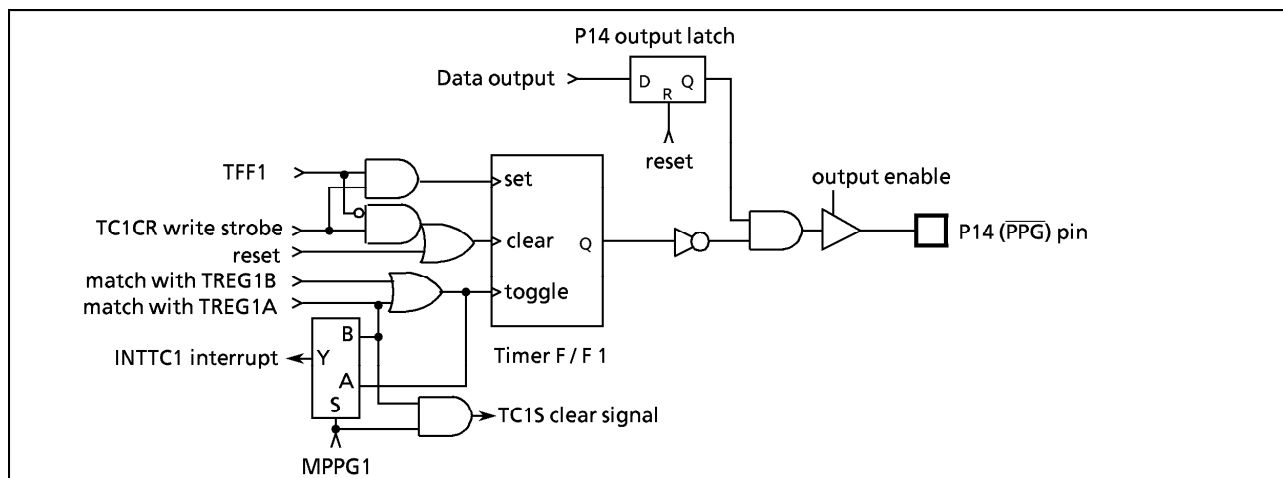 P14 output latch
Data output
D Q
R
reset
TFF1
set
output enable
TC1CR write strobe
clear
Q
P14 (P̅P̅G̅) pin
reset
match with TREG1B
toggle
match with TREG1A
B
INTTC1 interrupt
Y
Timer F / F 1
A
S
TC1S clear signal
MPPG1